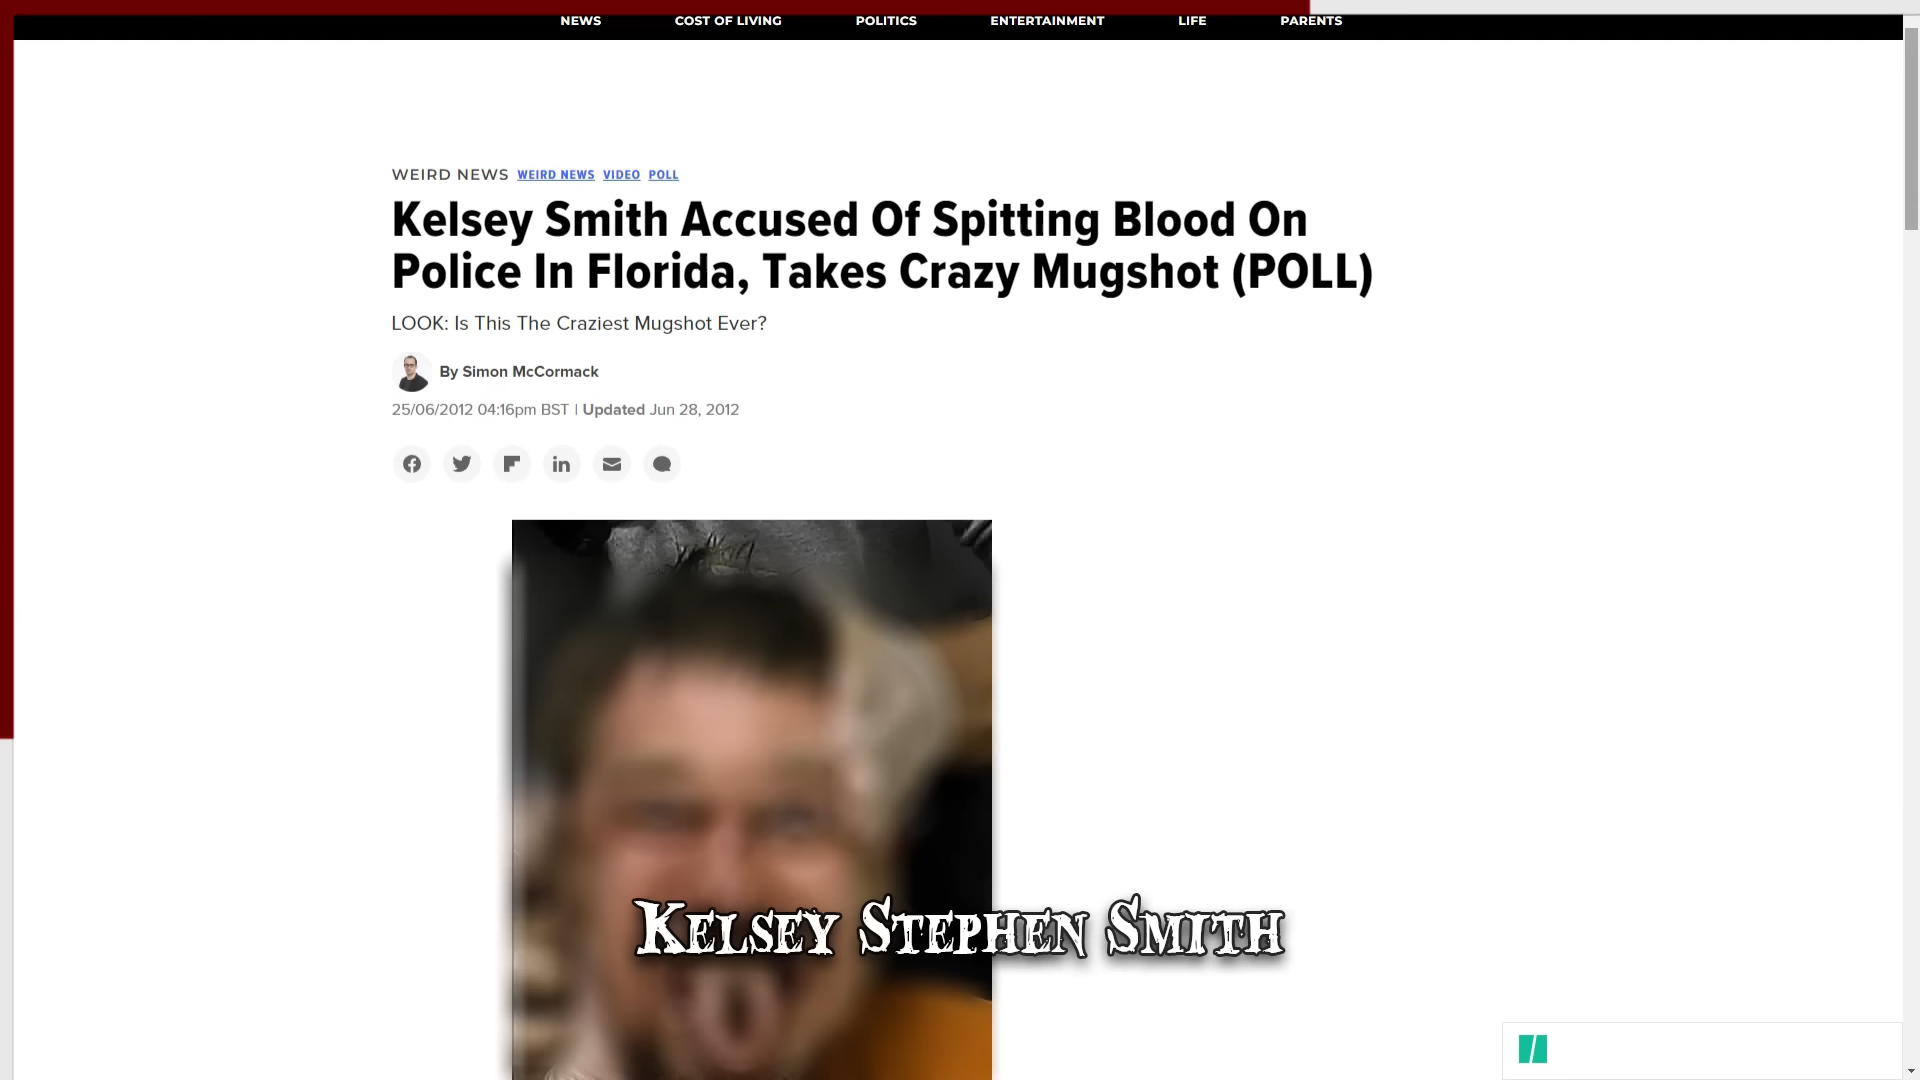 NEWS COST OF LIVING POLITICS ENTERTAINMENT LIFE PARENTS
WEIRD NEWS WEIRD NEWS VIDEO POLL
Kelsey Smith Accused Of Spitting Blood On
Police In Florida, Takes Crazy Mugshot (POLL)
LOOK: Is This The Craziest Mugshot Ever?
By Simon McCormack
25/06/2012 04:16pm BST | Updated Jun 28, 2012
in
Kelsey Stephen Smith